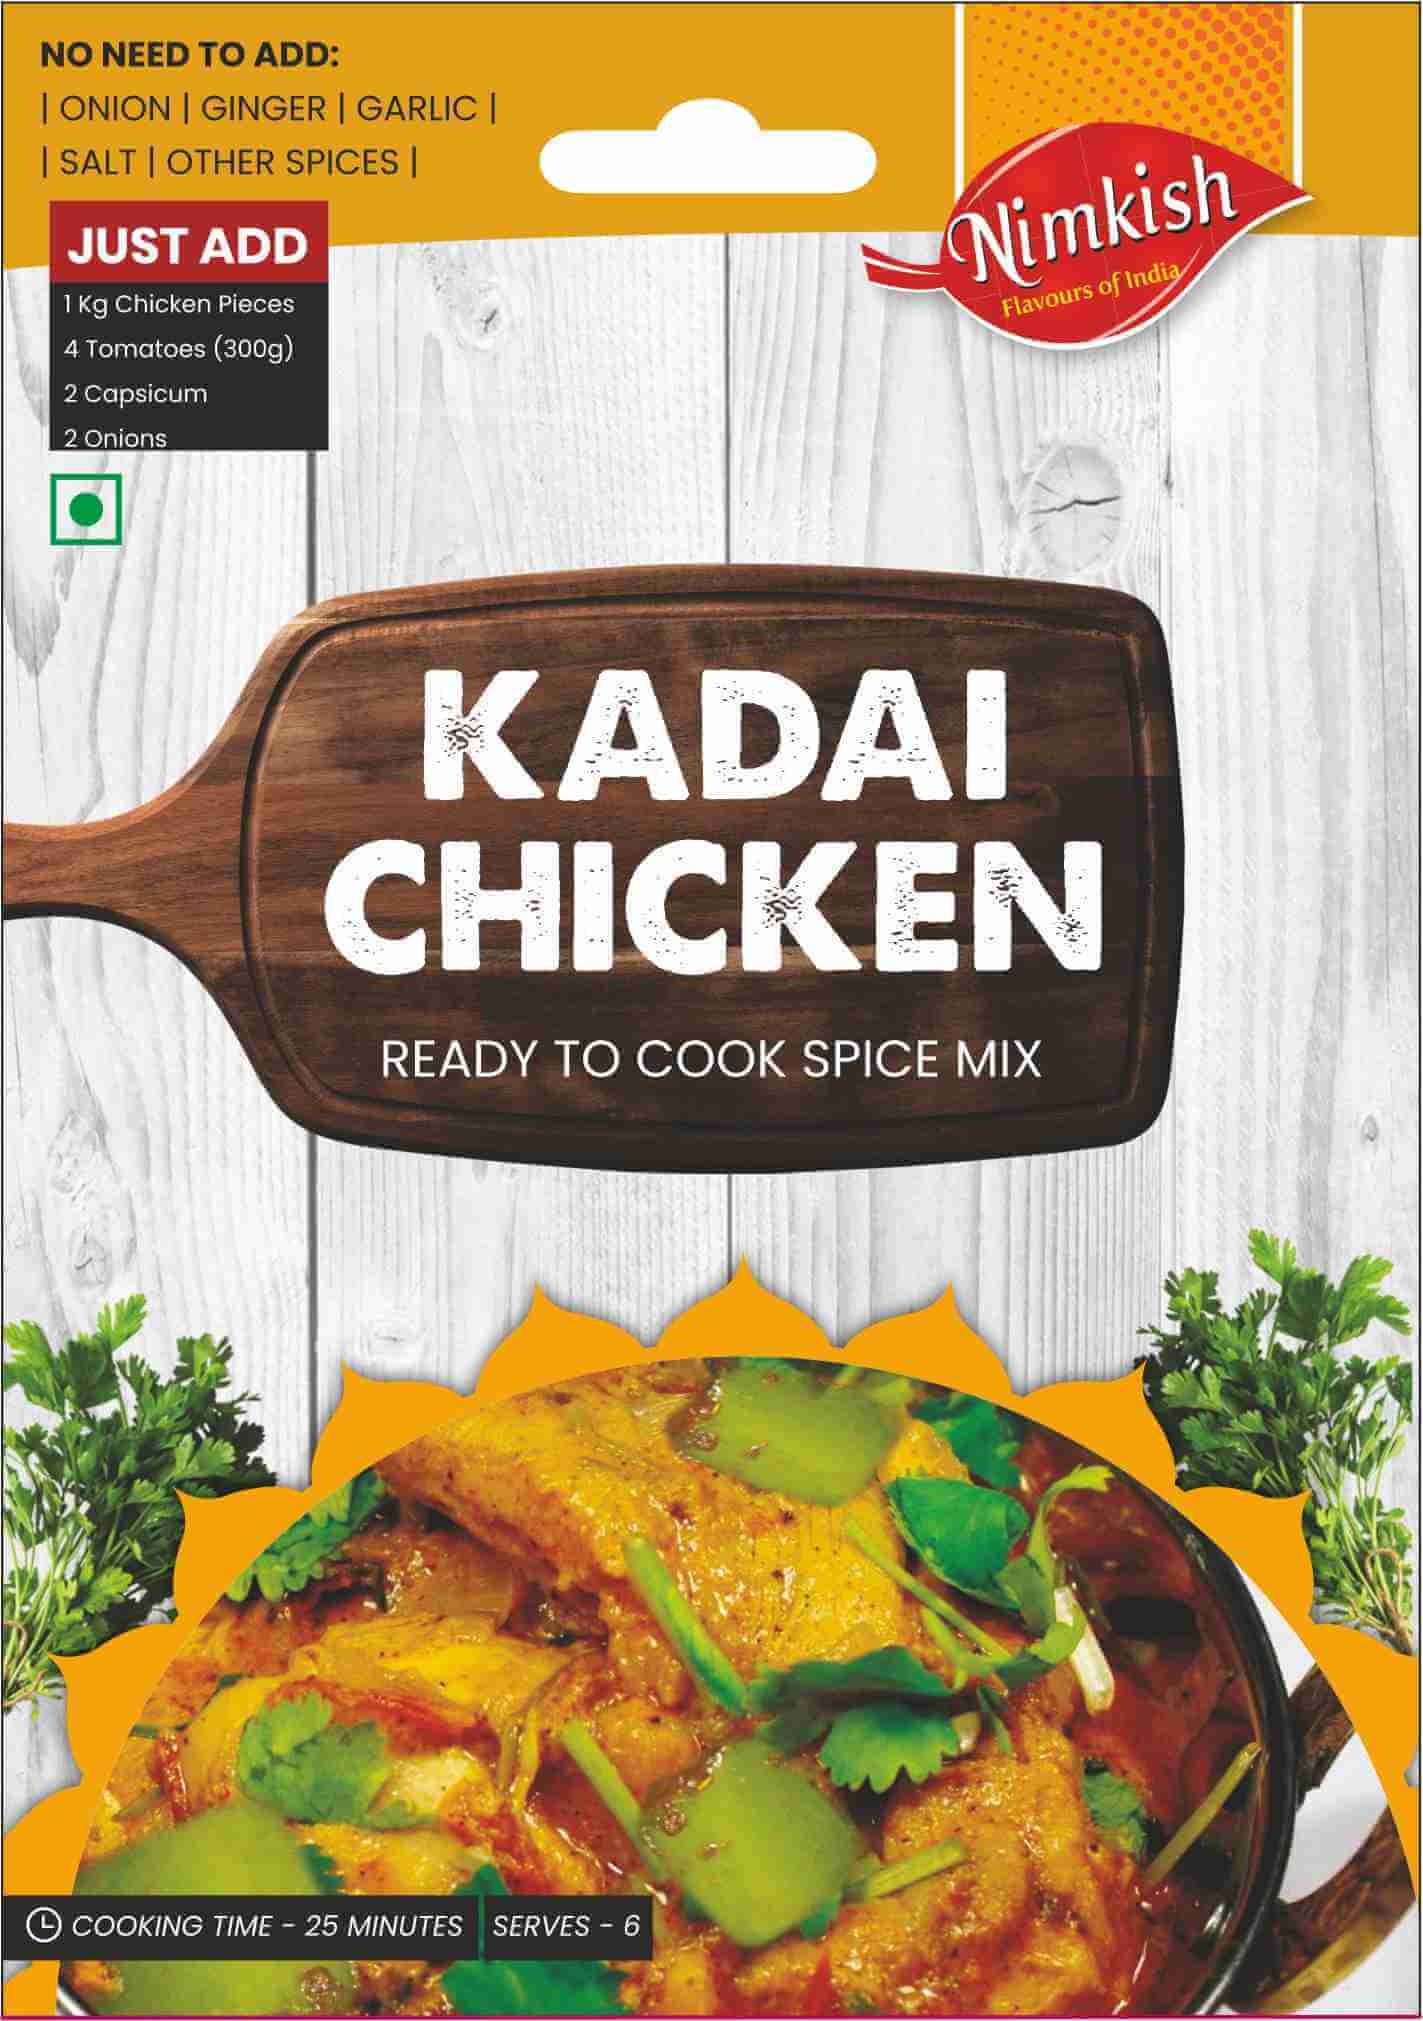 NO NEED TO ADD:
| ONION | GINGER | GARLIC |
| SALT | OTHER SPICES |
JUST ADD
1 Kg Chicken Pieces
4 Tomatoes (300g)
2 Capsicum
2 Onions
Nimkish
Flavours of India
KADAI
CHICKEN
READY TO COOK SPICE MIX
COOKING TIME - 25 MINUTES | SERVES - 6